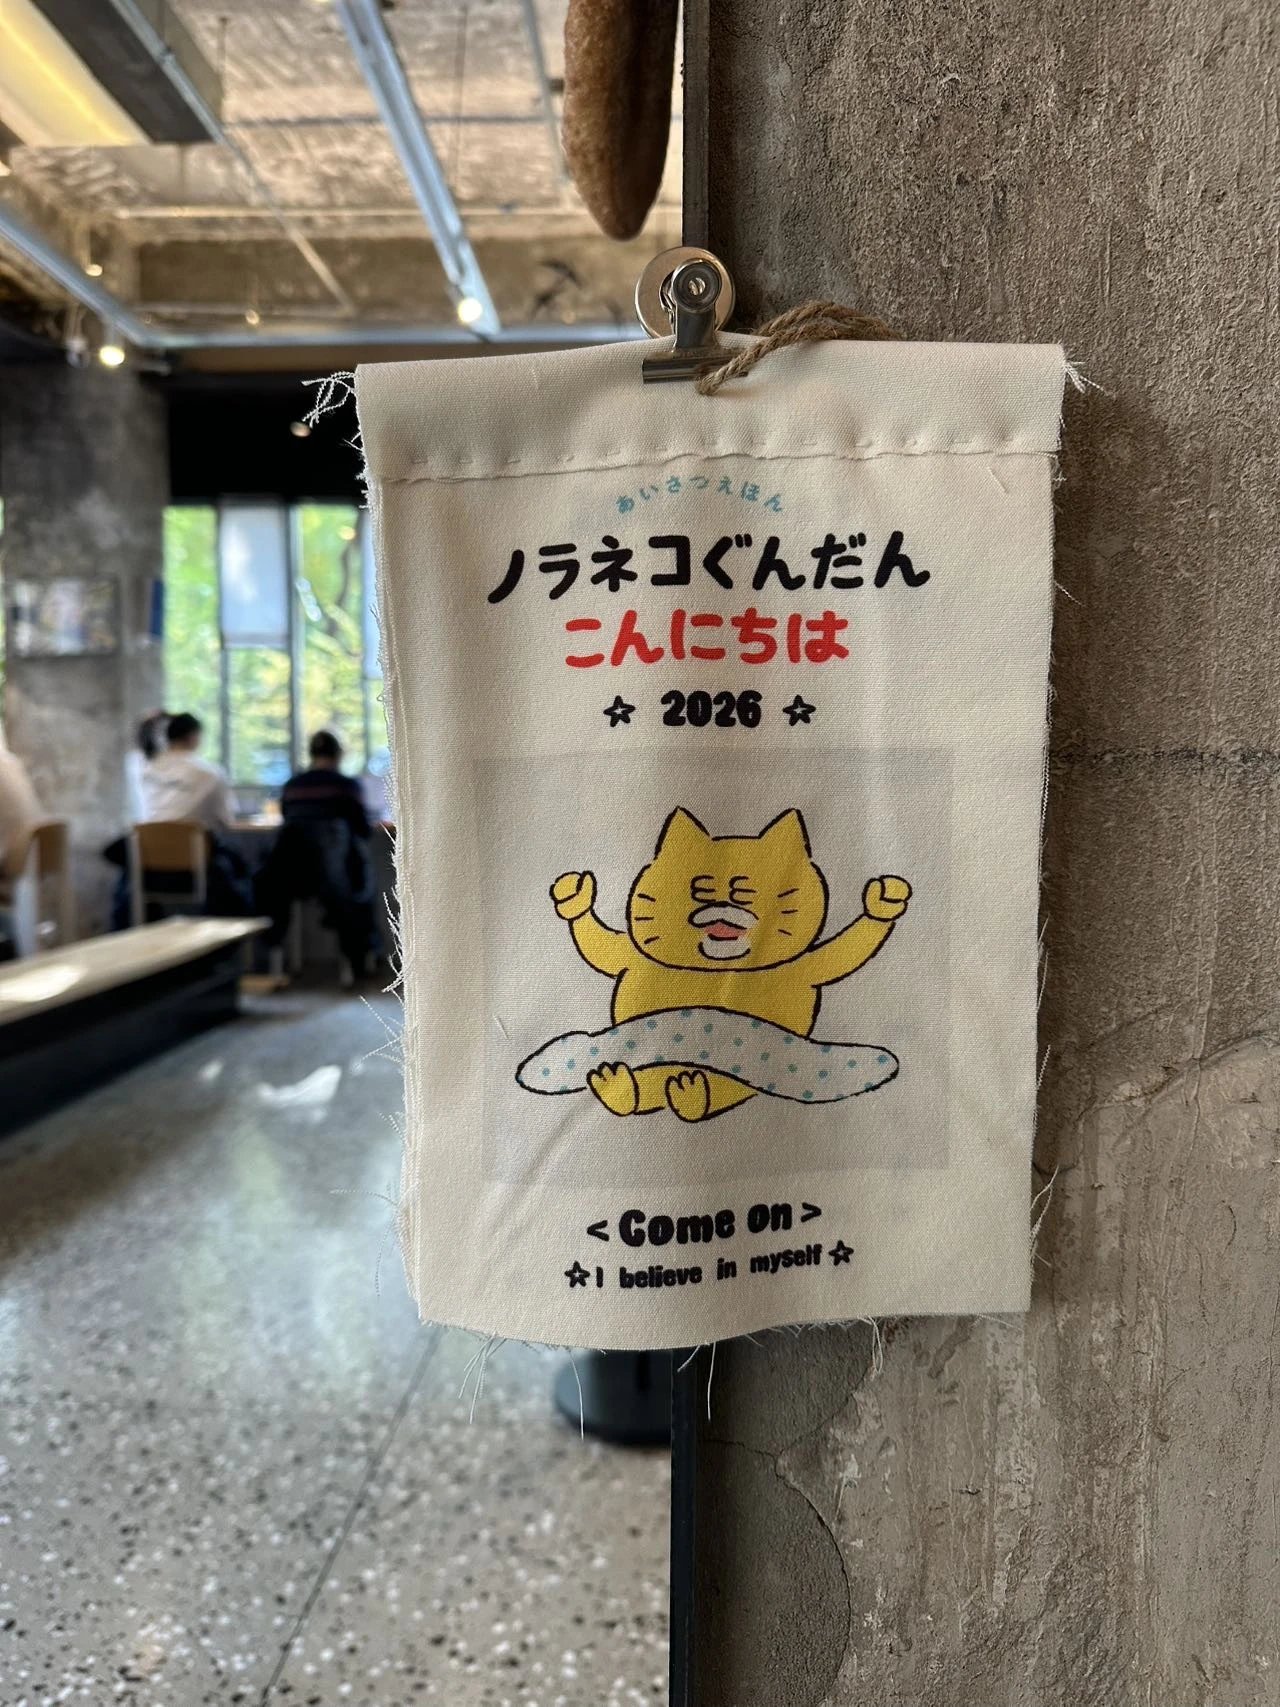 あいさつえほん
ノラネコぐんだん
こんにちは
☆ 2026 ☆
<Come on>
☆I believe in myself☆